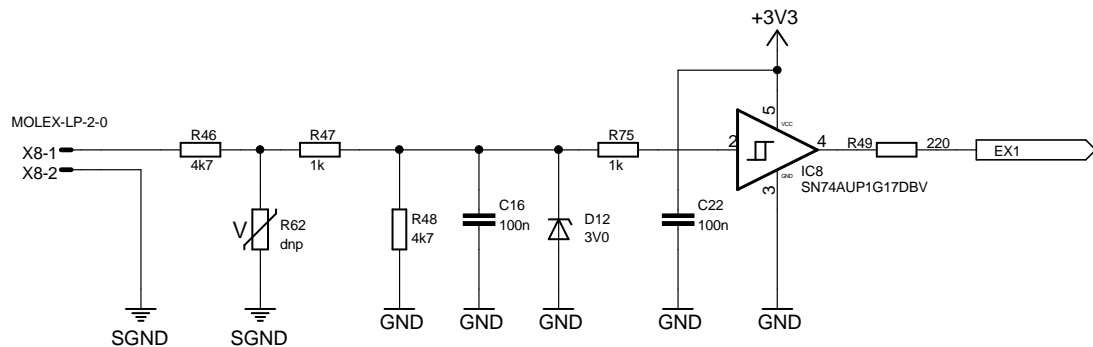 +3V3
MOLEX-LP-2-0
X8-1
X8-2
R46
4k7
R47
1k
R75
1k
2
5
VCC
4
GND
3
IC8
SN74AUP1G17DBV
R49
220
EX1
V
R62
dnp
R48
4k7
C16
100n
D12
3V0
C22
100n
SGND
SGND
GND
GND
GND
GND
GND